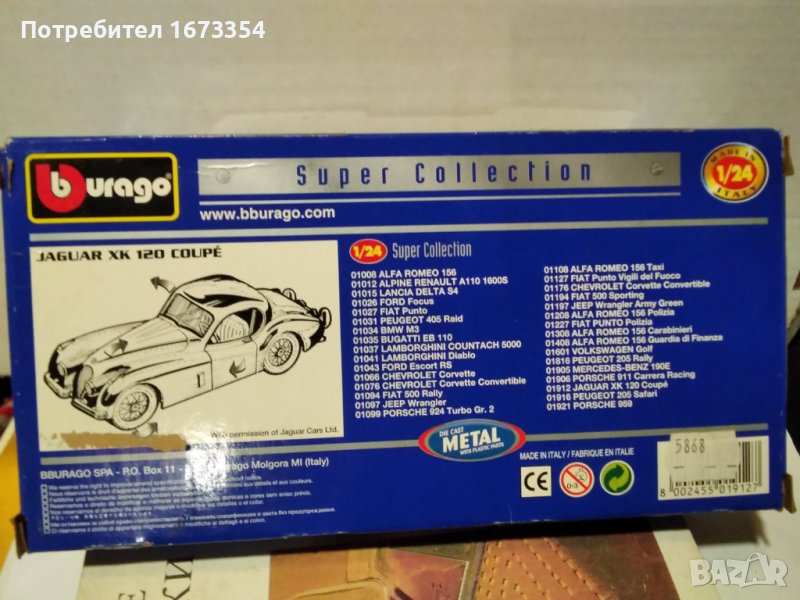 Потребител 1673354
burago
Super Collection
MADE IN
1/24
ITALY
www.bburago.com
JAGUAR XK 120 COUPÉ
With permission of Jaguar Cars Ltd.
1/24 Super Collection
01008 ALFA ROMEO 156
01012 ALPINE RENAULT A110 1600S
01015 LANCIA DELTA S4
01026 FORD Focus
01027 FIAT Punto
01031 PEUGEOT 405 Raid
01034 BMW M3
01035 BUGATTI EB 110
01037 LAMBORGHINI COUNTACH 5000
01041 LAMBORGHINI Diablo
01043 FORD Escort RS
01066 CHEVROLET Corvette
01076 CHEVROLET Corvette Convertible
01094 FIAT 500 Rally
01097 JEEP Wrangler
01099 PORSCHE 924 Turbo Gr. 2
01108 ALFA ROMEO 156 Taxi
01127 FIAT Punto Vigili del Fuoco
01176 CHEVROLET Corvette Convertible
01194 FIAT 500 Sporting
01197 JEEP Wrangler Army Green
01208 ALFA ROMEO 156 Polizia
01227 FIAT PUNTO Polizia
01308 ALFA ROMEO 156 Carabinieri
01408 ALFA ROMEO 156 Guardia di Finanza
01601 VOLKSWAGEN Golf
01816 PEUGEOT 205 Rally
01905 MERCEDES-BENZ 190E
01906 PORSCHE 911 Carrera Racing
01912 JAGUAR XK 120 Coupé
01916 PEUGEOT 205 Safari
01921 PORSCHE 959
DIE CAST
METAL
WITH PLASTIC PARTS
BBURAGO SPA - P.O. Box 11 - Burago Molgora MI (Italy)
MADE IN ITALY / FABRIQUE EN ITALIE
CE
0-3
5868
8 002455 019127
BAZAR